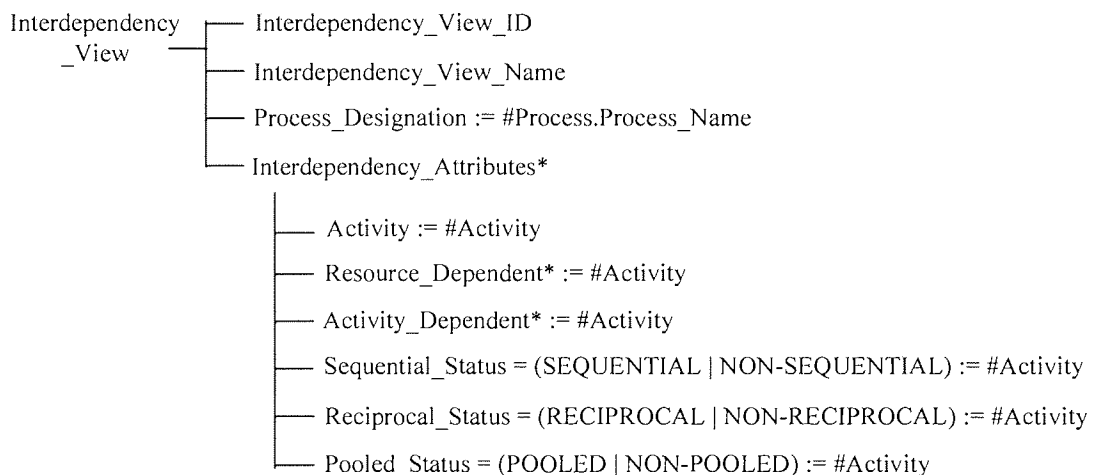 Interdependency
_View
Interdependency_View_ID
Interdependency_View_Name
Process_Designation := #Process.Process_Name
Interdependency_Attributes*
Activity := #Activity
Resource_Dependent* := #Activity
Activity_Dependent* := #Activity
Sequential_Status = (SEQUENTIAL | NON-SEQUENTIAL) := #Activity
Reciprocal_Status = (RECIPROCAL | NON-RECIPROCAL) := #Activity
Pooled_Status = (POOLED | NON-POOLED) := #Activity